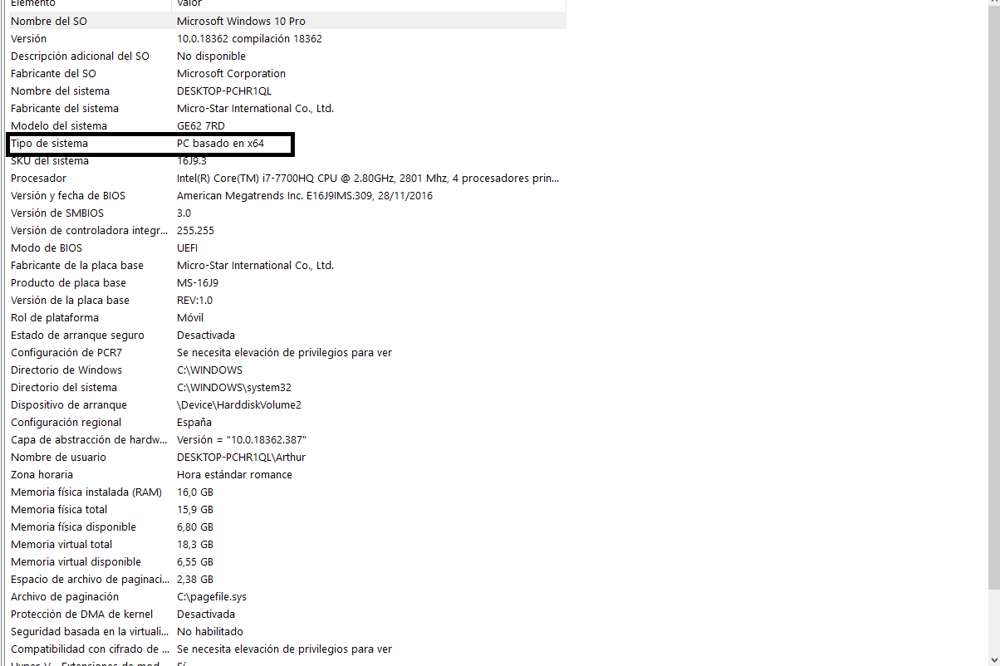 Elemento Valor
Nombre del SO Microsoft Windows 10 Pro
Versión 10.0.18362 compilación 18362
Descripción adicional del SO No disponible
Fabricante del SO Microsoft Corporation
Nombre del sistema DESKTOP-PCHR1QL
Fabricante del sistema Micro-Star International Co., Ltd.
Modelo del sistema GE62 7RD
Tipo de sistema PC basado en x64
SKU del sistema 16J9.3
Procesador Intel(R) Core(TM) i7-7700HQ CPU @ 2.80GHz, 2801 Mhz, 4 procesadores prin...
Versión y fecha de BIOS American Megatrends Inc. E16J9IMS.309, 28/11/2016
Versión de SMBIOS 3.0
Versión de controladora integr... 255.255
Modo de BIOS UEFI
Fabricante de la placa base Micro-Star International Co., Ltd.
Producto de placa base MS-16J9
Versión de la placa base REV:1.0
Rol de plataforma Móvil
Estado de arranque seguro Desactivada
Configuración de PCR7 Se necesita elevación de privilegios para ver
Directorio de Windows C:\WINDOWS
Directorio del sistema C:\WINDOWS\system32
Dispositivo de arranque \Device\HarddiskVolume2
Configuración regional España
Capa de abstracción de hardw... Versión = "10.0.18362.387"
Nombre de usuario DESKTOP-PCHR1QL\Arthur
Zona horaria Hora estándar romance
Memoria física instalada (RAM) 16,0 GB
Memoria física total 15,9 GB
Memoria física disponible 6,80 GB
Memoria virtual total 18,3 GB
Memoria virtual disponible 6,55 GB
Espacio de archivo de paginaci... 2,38 GB
Archivo de paginación C:\pagefile.sys
Protección de DMA de kernel Desactivada
Seguridad basada en la virtuali... No habilitado
Compatibilidad con cifrado de ... Se necesita elevación de privilegios para ver
Hyper-V - Extensiones de mod... Sí